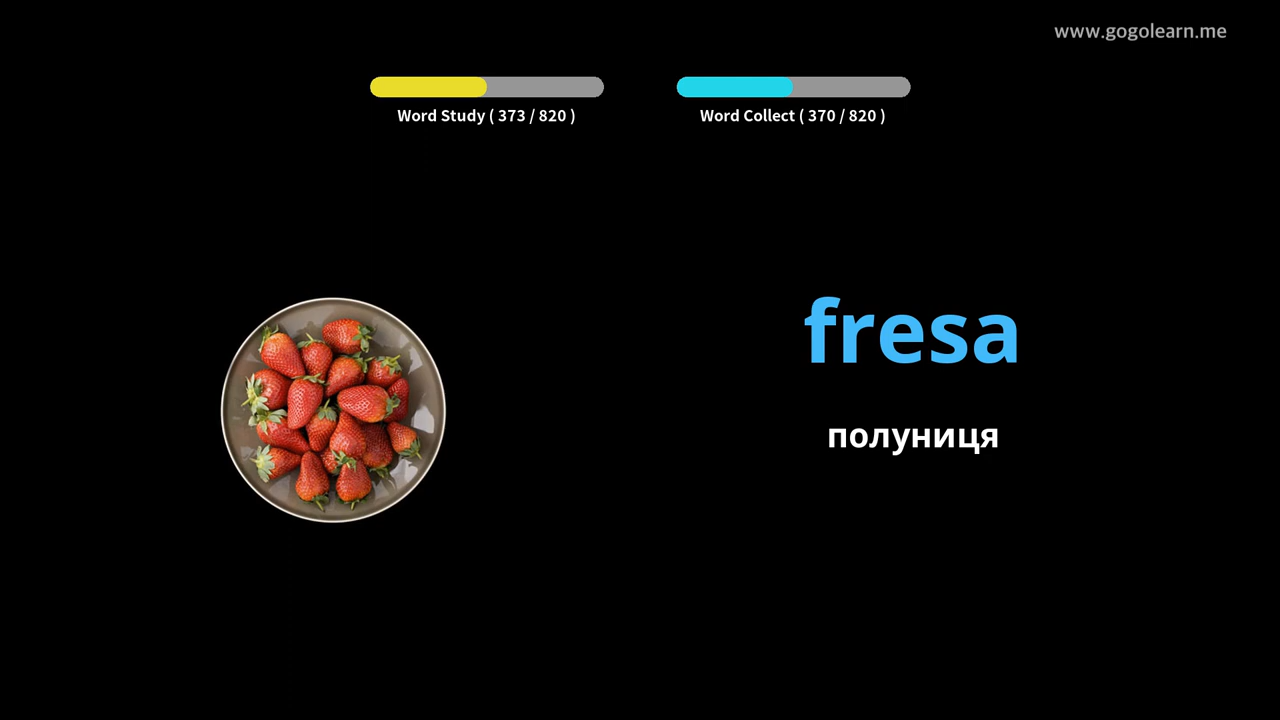 www.gogolearn.me
Word Study ( 373 / 820 )
Word Collect ( 370 / 820 )
fresa
полуниця